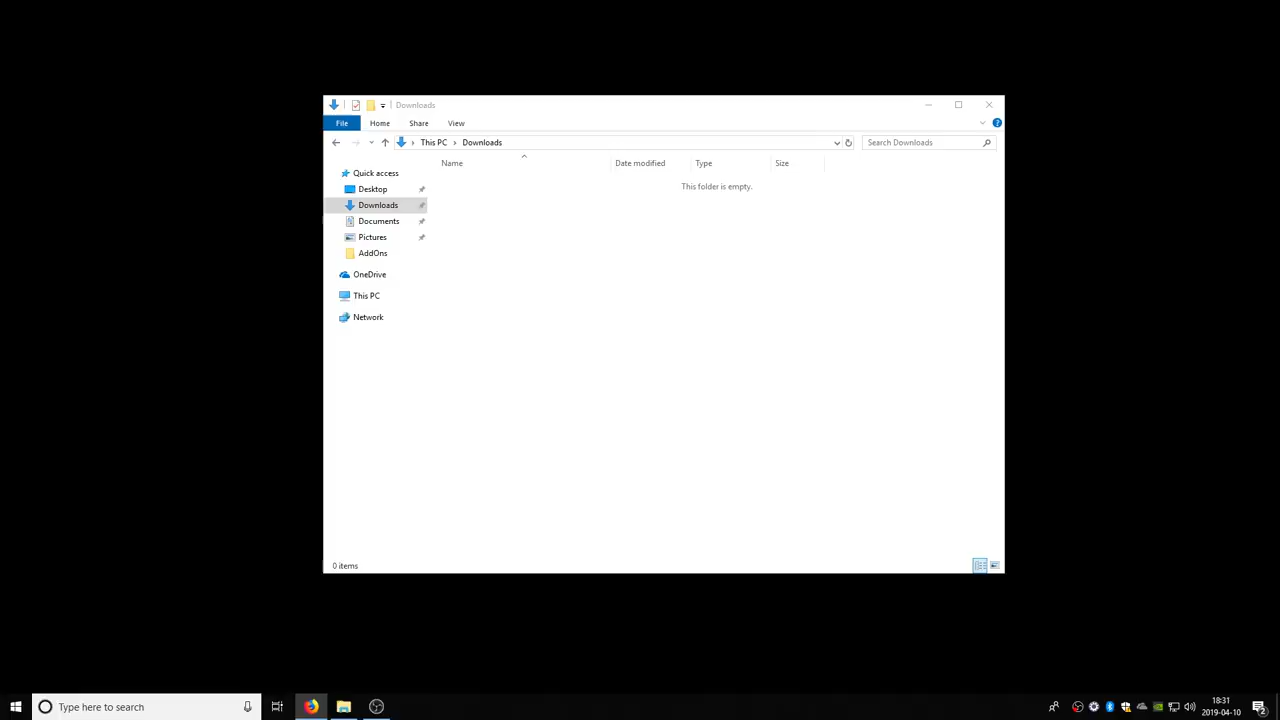 Downloads
File Home Share View
This PC Downloads Search Downloads
Name Date modified Type Size
This folder is empty.
Quick access
Desktop
Downloads
Documents
Pictures
AddOns
OneDrive
This PC
Network
0 items
Type here to search
18:31
2019-04-10
2